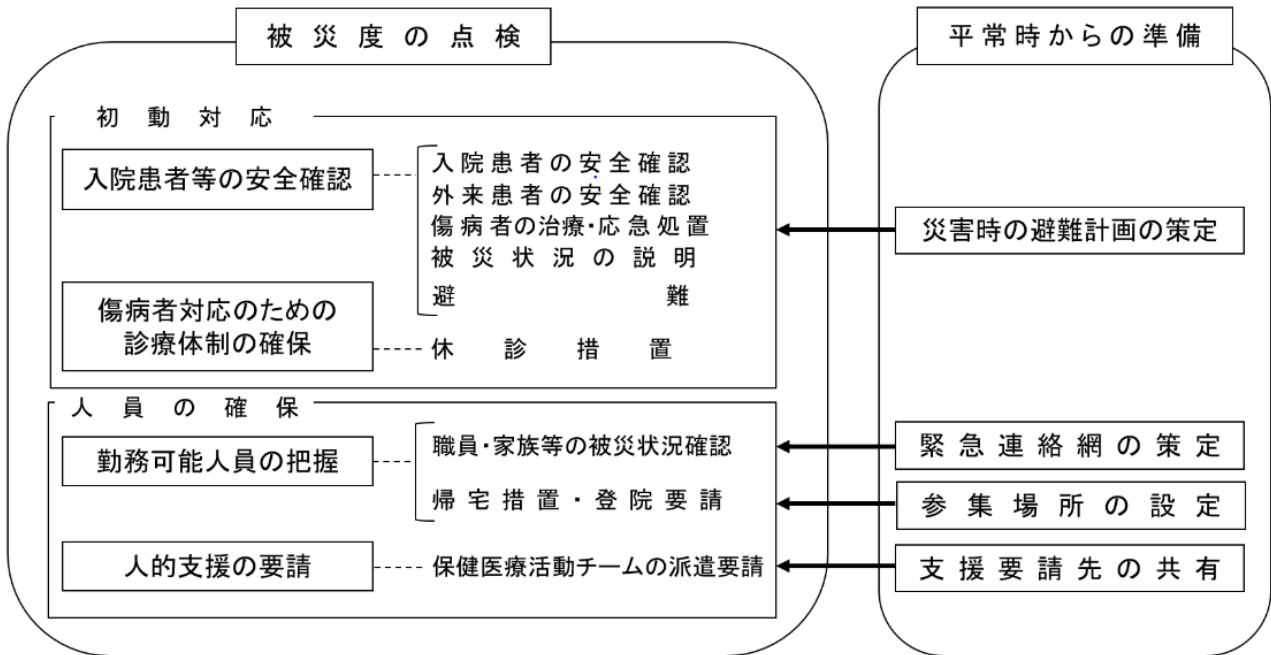 被災度の点検
初動対応
入院患者等の安全確認
入院患者の安全確認
外来患者の安全確認
傷病者の治療・応急処置
被災状況の説明
避難
傷病者対応のための
診療体制の確保
休診措置
人員の確保
勤務可能人員の把握
職員・家族等の被災状況確認
帰宅措置・登院要請
人的支援の要請
保健医療活動チームの派遣要請
平常時からの準備
災害時の避難計画の策定
緊急連絡網の策定
参集場所の設定
支援要請先の共有